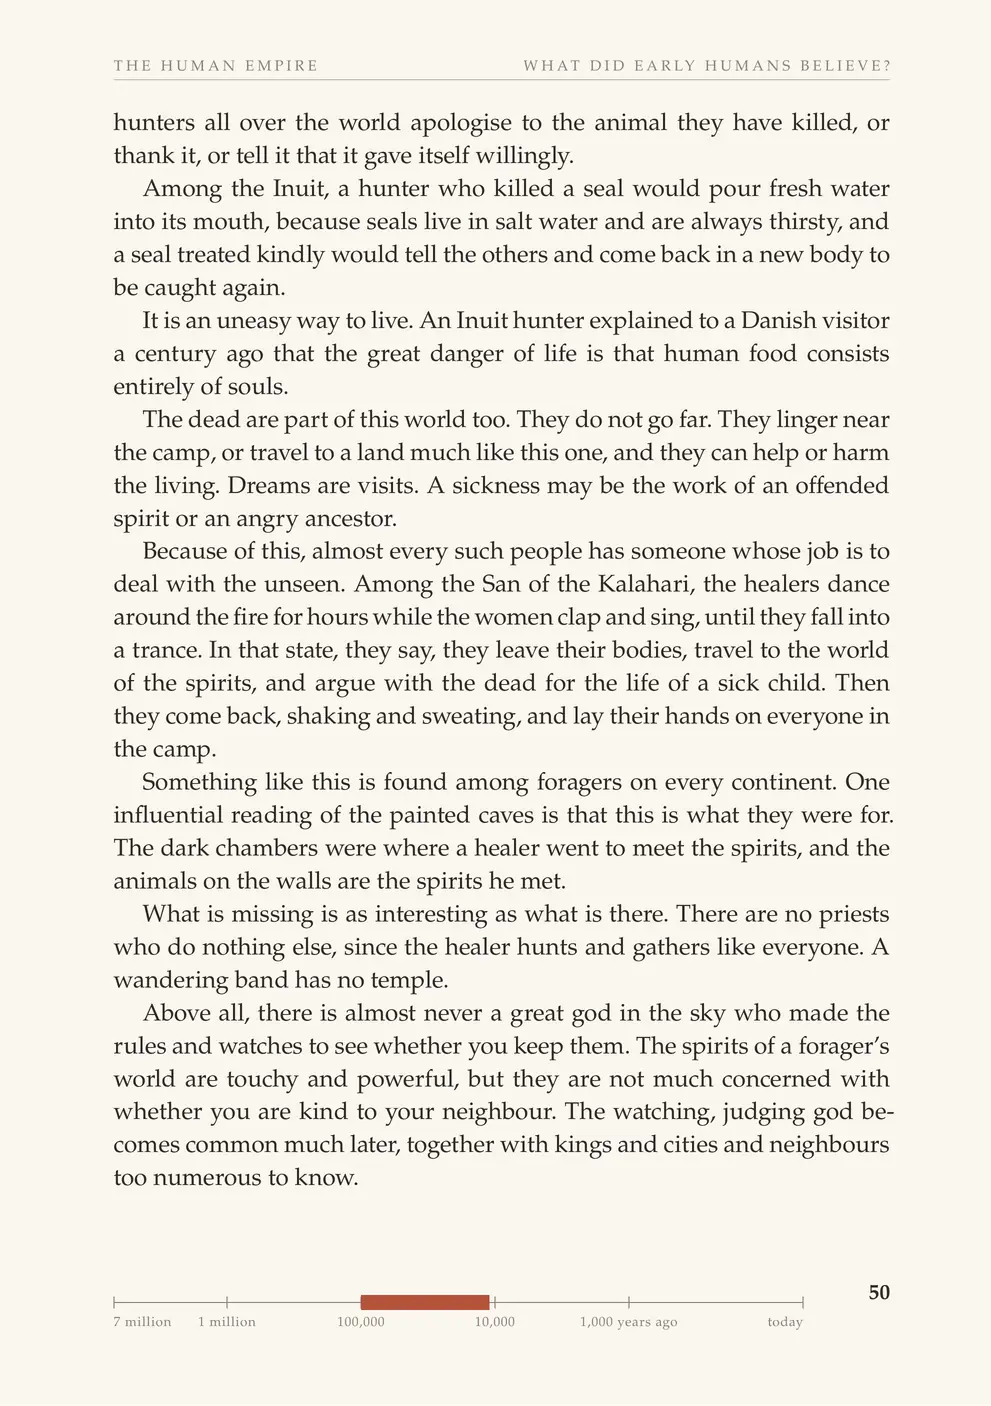 THE HUMAN EMPIRE
WHAT DID EARLY HUMANS BELIEVE?
hunters all over the world apologise to the animal they have killed, or
thank it, or tell it that it gave itself willingly.
Among the Inuit, a hunter who killed a seal would pour fresh water
into its mouth, because seals live in salt water and are always thirsty, and
a seal treated kindly would tell the others and come back in a new body to
be caught again.
It is an uneasy way to live. An Inuit hunter explained to a Danish visitor
a century ago that the great danger of life is that human food consists
entirely of souls.
The dead are part of this world too. They do not go far. They linger near
the camp, or travel to a land much like this one, and they can help or harm
the living. Dreams are visits. A sickness may be the work of an offended
spirit or an angry ancestor.
Because of this, almost every such people has someone whose job is to
deal with the unseen. Among the San of the Kalahari, the healers dance
around the fire for hours while the women clap and sing, until they fall into
a trance. In that state, they say, they leave their bodies, travel to the world
of the spirits, and argue with the dead for the life of a sick child. Then
they come back, shaking and sweating, and lay their hands on everyone in
the camp.
Something like this is found among foragers on every continent. One
influential reading of the painted caves is that this is what they were for.
The dark chambers were where a healer went to meet the spirits, and the
animals on the walls are the spirits he met.
What is missing is as interesting as what is there. There are no priests
who do nothing else, since the healer hunts and gathers like everyone. A
wandering band has no temple.
Above all, there is almost never a great god in the sky who made the
rules and watches to see whether you keep them. The spirits of a forager’s
world are touchy and powerful, but they are not much concerned with
whether you are kind to your neighbour. The watching, judging god be-
comes common much later, together with kings and cities and neighbours
too numerous to know.
50
7 million 1 million 100,000 10,000 1,000 years ago today